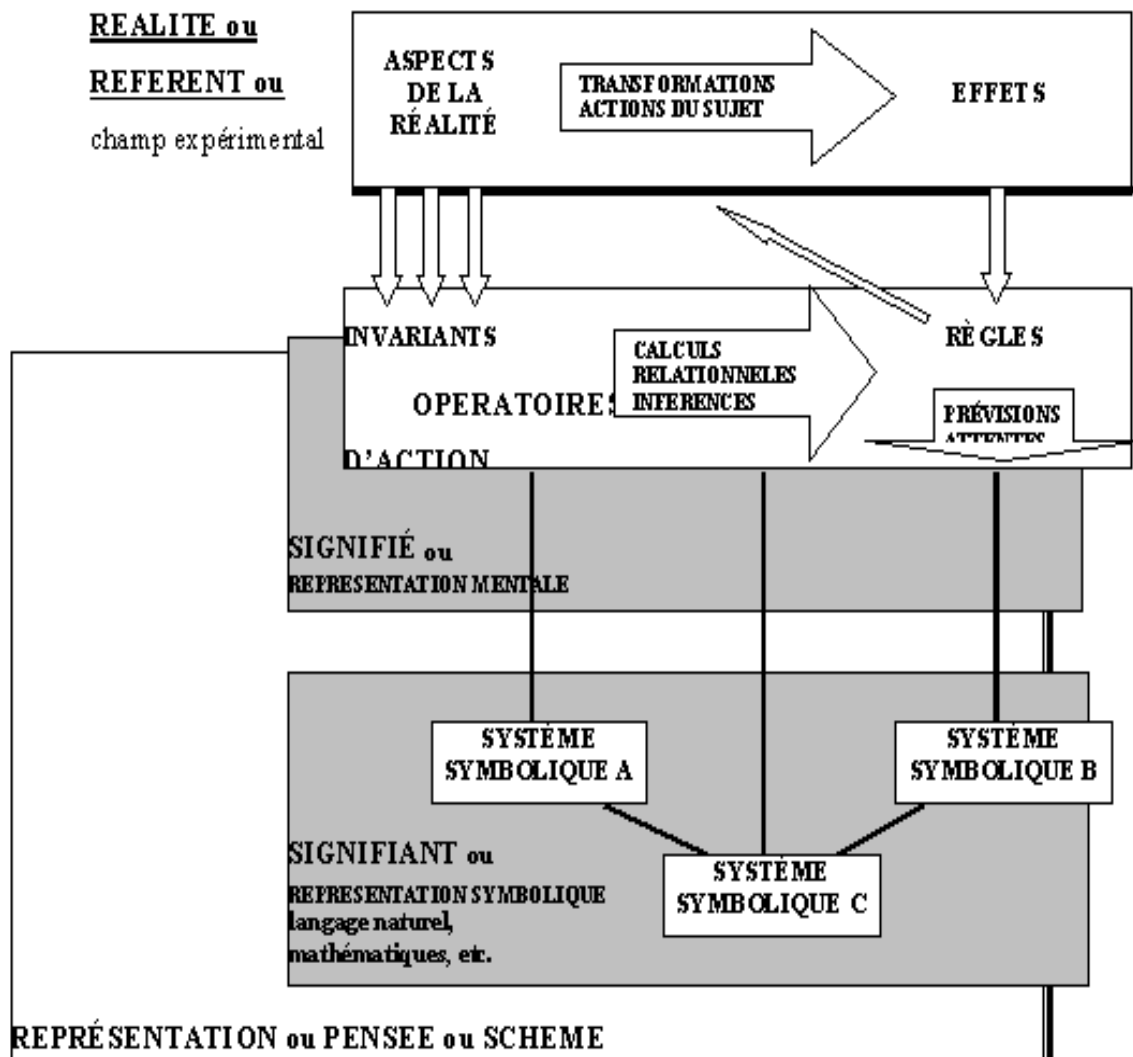 REALITE ou
REFERENT ou
champ expérimental
ASPECTS
DE LA
RÉALITÉ
TRANSFORMATIONS
ACTIONS DU SUJET
EFFETS
INVARIANTS
OPERATOIRES
D'ACTION
CALCULS
RELATIONNELES
INFERENCES
RÈGLES
PRÉVISIONS
ATTENTES
SIGNIFIÉ ou
REPRESENTATION MENTALE
SYSTÈME
SYMBOLIQUE A
SYSTÈME
SYMBOLIQUE B
SIGNIFIANT ou
REPRESENTATION SYMBOLIQUE
langage naturel,
mathématiques, etc.
SYSTÈME
SYMBOLIQUE C
REPRÉSENTATION ou PENSEE ou SCHEME